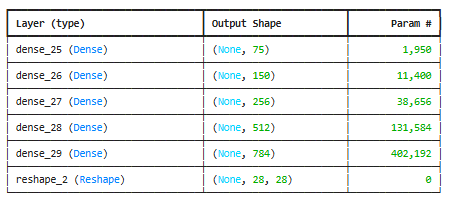 Layer (type) Output Shape Param #
dense_25 (Dense) (None, 75) 1,950
dense_26 (Dense) (None, 150) 11,400
dense_27 (Dense) (None, 256) 38,656
dense_28 (Dense) (None, 512) 131,584
dense_29 (Dense) (None, 784) 402,192
reshape_2 (Reshape) (None, 28, 28) 0